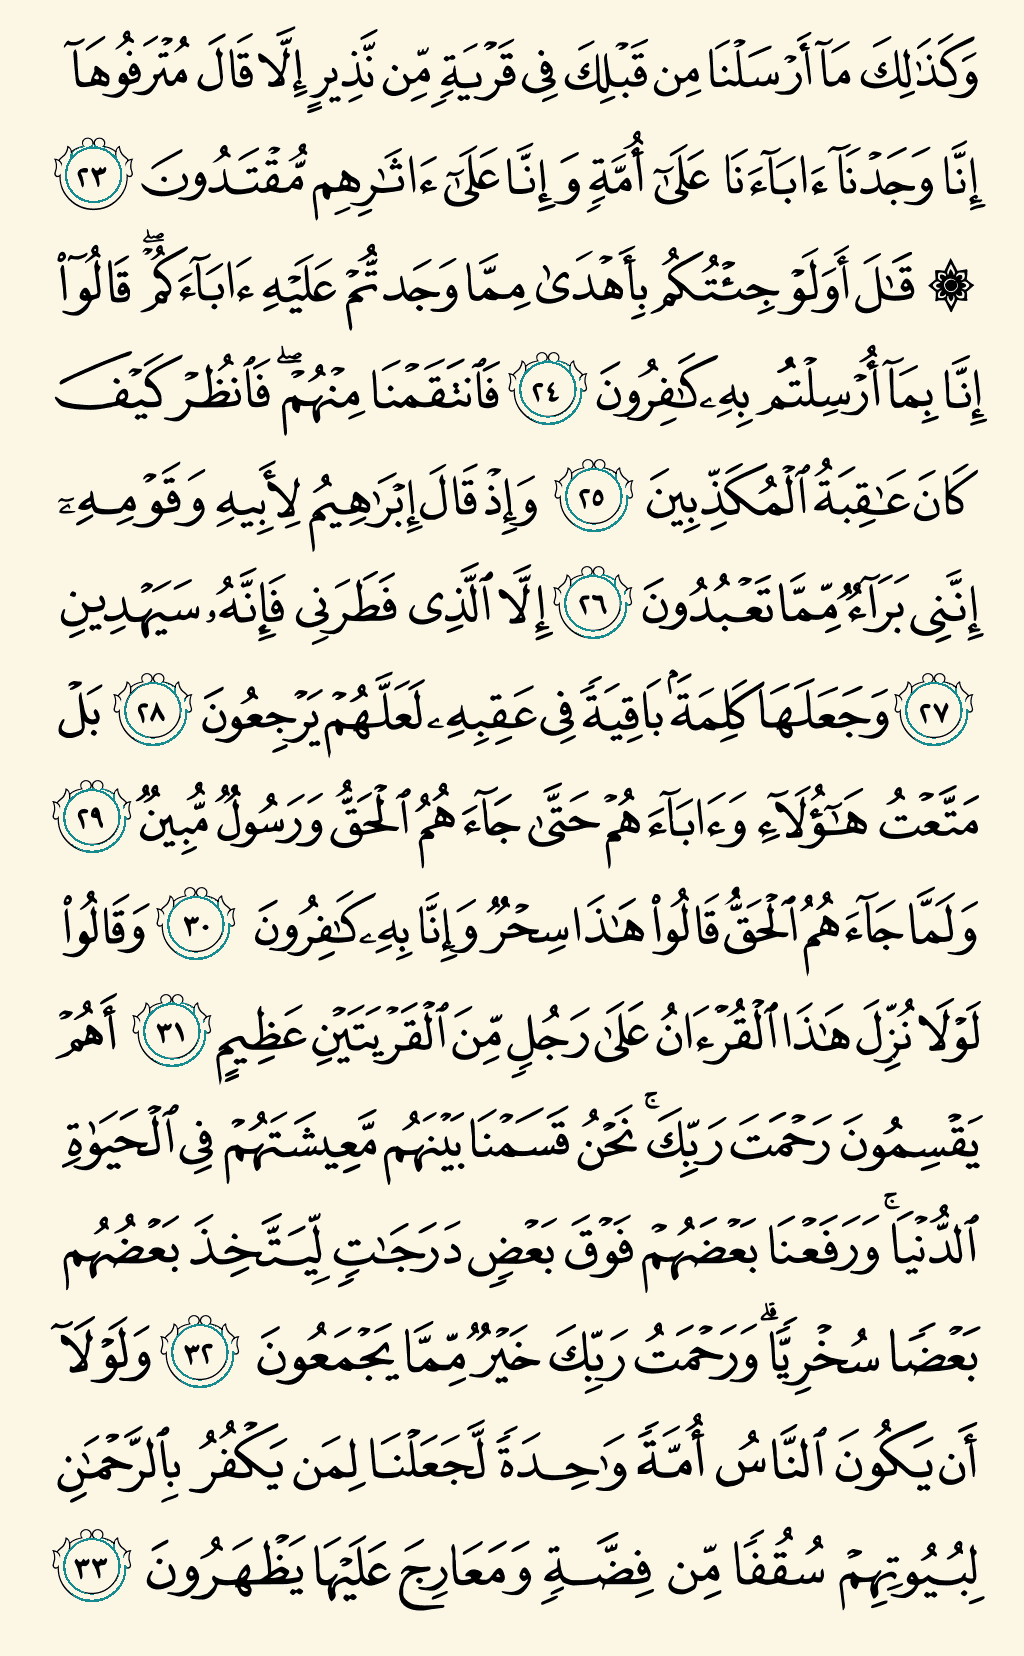 وَكَذَٰلِكَ مَآ أَرْسَلْنَا مِن قَبْلِكَ فِى قَرْيَةٍۢ مِّن نَّذِيرٍ إِلَّا قَالَ مُتْرَفُوهَآ
إِنَّا وَجَدْنَآ ءَابَآءَنَا عَلَىٰٓ أُمَّةٍۢ وَإِنَّا عَلَىٰٓ ءَاثَـٰرِهِم مُّقْتَدُونَ ٢٣
۞ قَـٰلَ أَوَلَوْ جِئْتُكُم بِأَهْدَىٰ مِمَّا وَجَدتُّمْ عَلَيْهِ ءَابَآءَكُمْ ۖ قَالُوٓا۟
إِنَّا بِمَآ أُرْسِلْتُم بِهِۦ كَـٰفِرُونَ ٢٤ فَٱنتَقَمْنَا مِنْهُمْ ۖ فَٱنظُرْ كَيْفَ
كَانَ عَـٰقِبَةُ ٱلْمُكَذِّبِينَ ٢٥ وَإِذْ قَالَ إِبْرَٰهِيمُ لِأَبِيهِ وَقَوْمِهِۦٓ
إِنَّنِى بَرَآءٌۭ مِّمَّا تَعْبُدُونَ ٢٦ إِلَّا ٱلَّذِى فَطَرَنِى فَإِنَّهُۥ سَيَهْدِينِ
٢٧ وَجَعَلَهَا كَلِمَةًۢ بَاقِيَةًۭ فِى عَقِبِهِۦ لَعَلَّهُمْ يَرْجِعُونَ ٢٨ بَلْ
مَتَّعْتُ هَـٰٓؤُلَآءِ وَءَابَآءَهُمْ حَتَّىٰ جَآءَهُمُ ٱلْحَقُّ وَرَسُولٌۭ مُّبِينٌۭ ٢٩
وَلَمَّا جَآءَهُمُ ٱلْحَقُّ قَالُوا۟ هَـٰذَا سِحْرٌۭ وَإِنَّا بِهِۦ كَـٰفِرُونَ ٣٠ وَقَالُوا۟
لَوْلَا نُزِّلَ هَـٰذَا ٱلْقُرْءَانُ عَلَىٰ رَجُلٍۢ مِّنَ ٱلْقَرْيَتَيْنِ عَظِيمٍ ٣١ أَهُمْ
يَقْسِمُونَ رَحْمَتَ رَبِّكَ ۚ نَحْنُ قَسَمْنَا بَيْنَهُم مَّعِيشَتَهُمْ فِى ٱلْحَيَوٰةِ
ٱلدُّنْيَا ۚ وَرَفَعْنَا بَعْضَهُمْ فَوْقَ بَعْضٍۢ دَرَجَـٰتٍۢ لِّيَتَّخِذَ بَعْضُهُم
بَعْضًۭا سُخْرِيًّۭا ۗ وَرَحْمَتُ رَبِّكَ خَيْرٌۭ مِّمَّا يَجْمَعُونَ ٣٢ وَلَوْلَآ
أَن يَكُونَ ٱلنَّاسُ أُمَّةًۭ وَٰحِدَةًۭ لَّجَعَلْنَا لِمَن يَكْفُرُ بِٱلرَّحْمَـٰنِ
لِبُيُوتِهِمْ سُقُفًۭا مِّن فِضَّةٍۢ وَمَعَارِجَ عَلَيْهَا يَظْهَرُونَ ٣٣